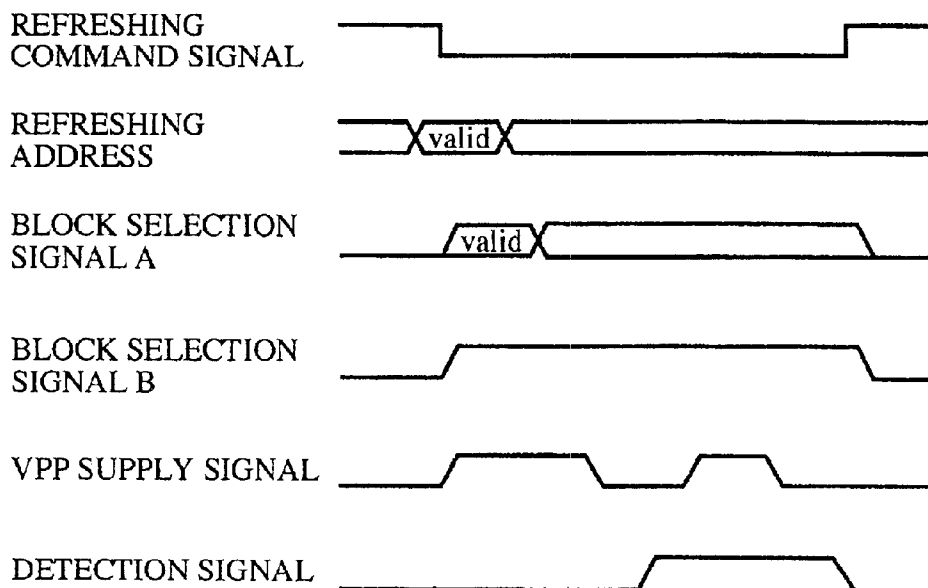 REFRESHING
COMMAND SIGNAL
REFRESHING
ADDRESS
valid
BLOCK SELECTION
SIGNAL A
valid
BLOCK SELECTION
SIGNAL B
VPP SUPPLY SIGNAL
DETECTION SIGNAL